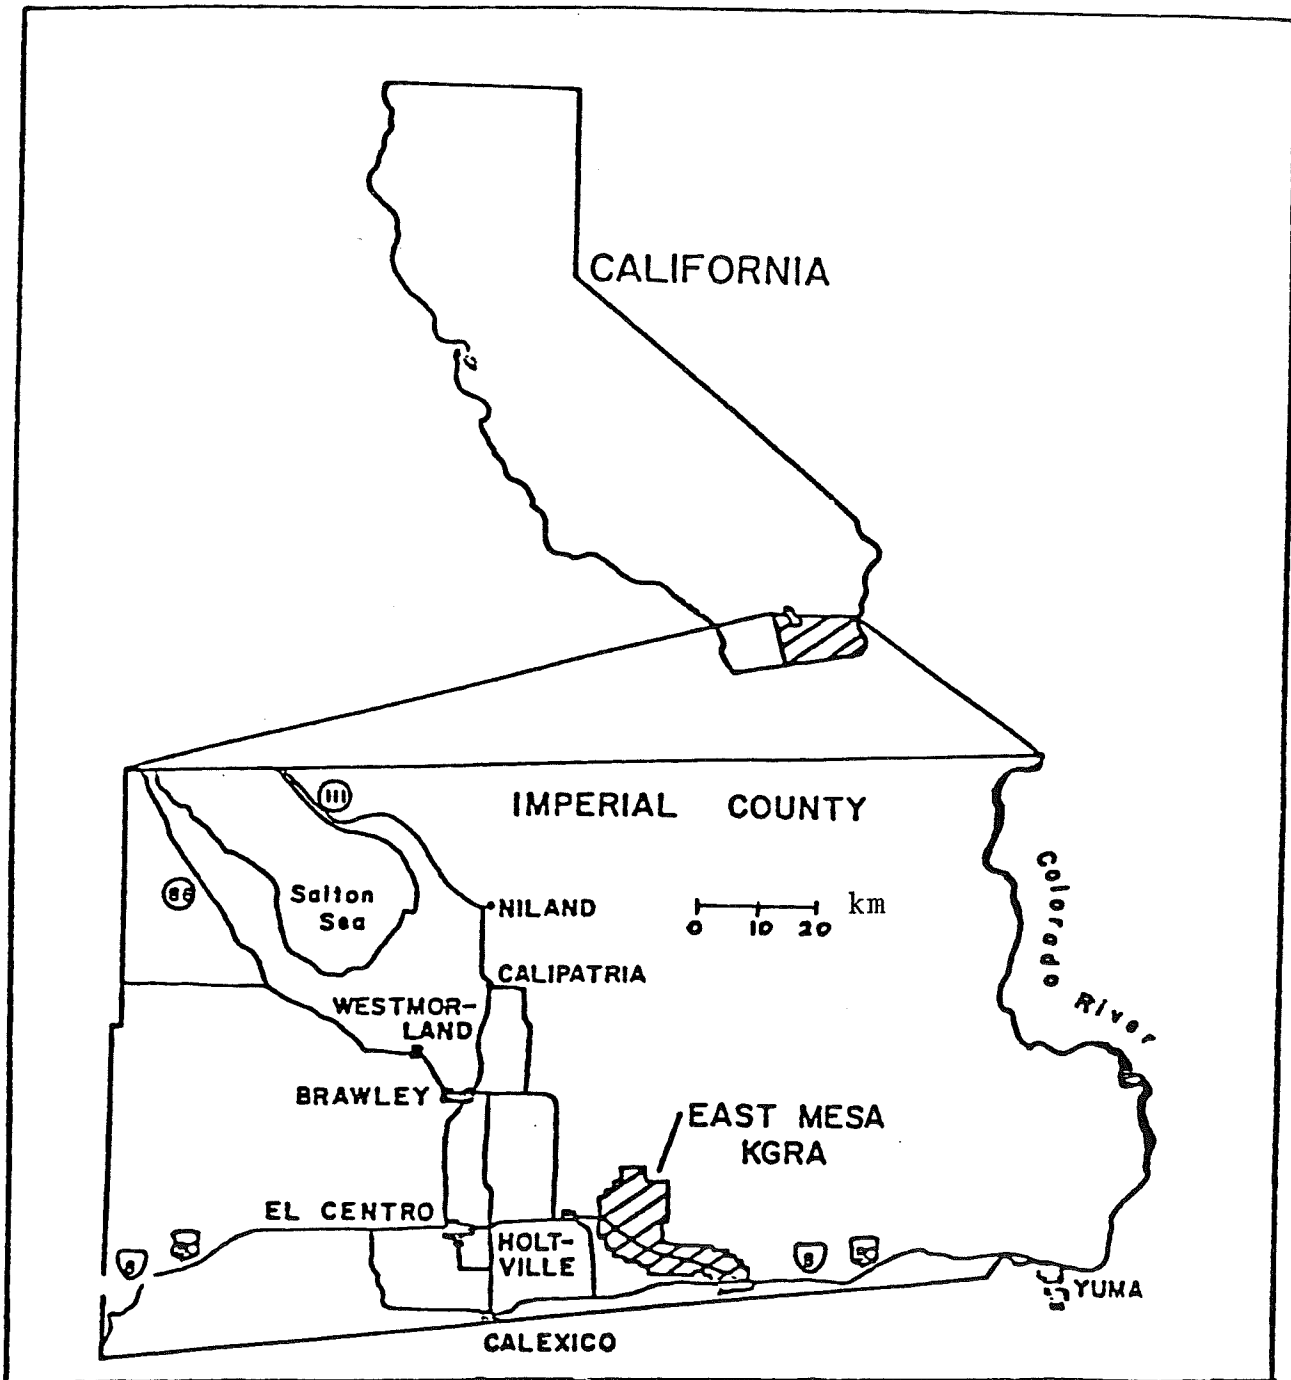 CALIFORNIA
IMPERIAL COUNTY
111
86
Salton
Sea
NILAND
0 10 20 km
Colorado River
CALIPATRIA
WESTMOR-
LAND
BRAWLEY
EAST MESA
KGRA
EL CENTRO
HOLT-
VILLE
8
8
YUMA
CALEXICO